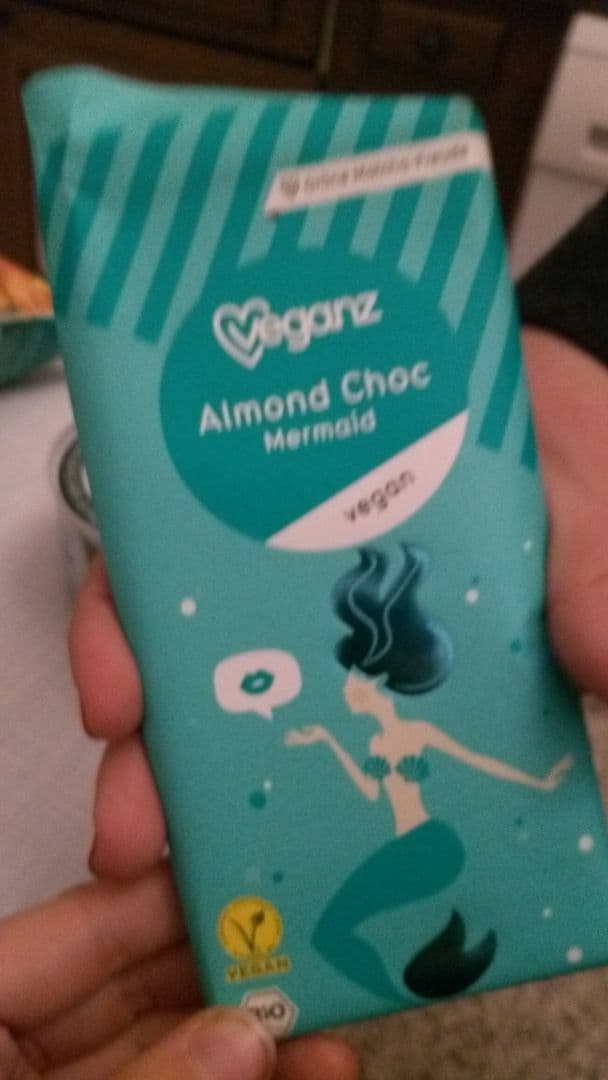 Veganz
Almond Choc
Mermaid
vegan
VEGAN
BIO